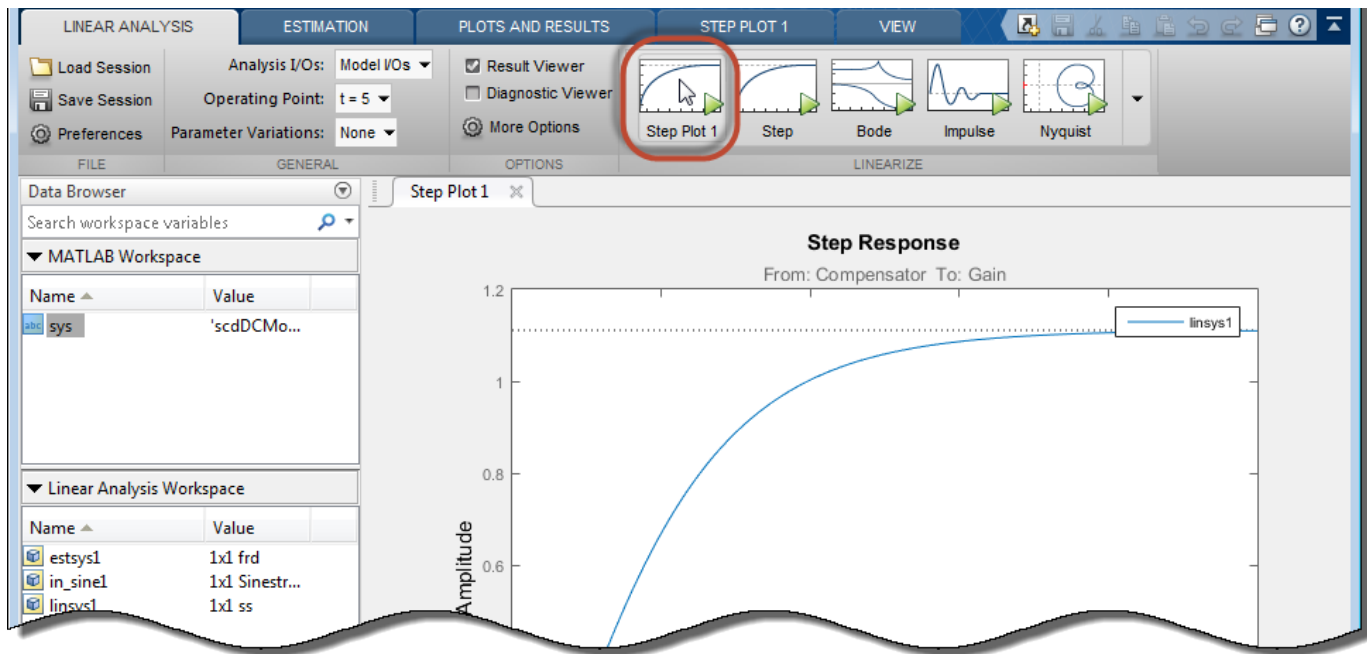 LINEAR ANALYSIS ESTIMATION PLOTS AND RESULTS STEP PLOT 1 VIEW
Load Session Analysis I/Os: Model I/Os Result Viewer
Save Session Operating Point: t = 5 Diagnostic Viewer
Preferences Parameter Variations: None More Options Step Plot 1 Step Bode Impulse Nyquist
FILE GENERAL OPTIONS LINEARIZE
Data Browser Step Plot 1
Search workspace variables
MATLAB Workspace
Name Value
abc sys 'scdDCMo...
Linear Analysis Workspace
Name Value
estsys1 1x1 frd
in_sine1 1x1 Sinestr...
linsys1 1x1 ss
Step Response
From: Compensator To: Gain
1.2
linsys1
1
0.8
0.6
Amplitude